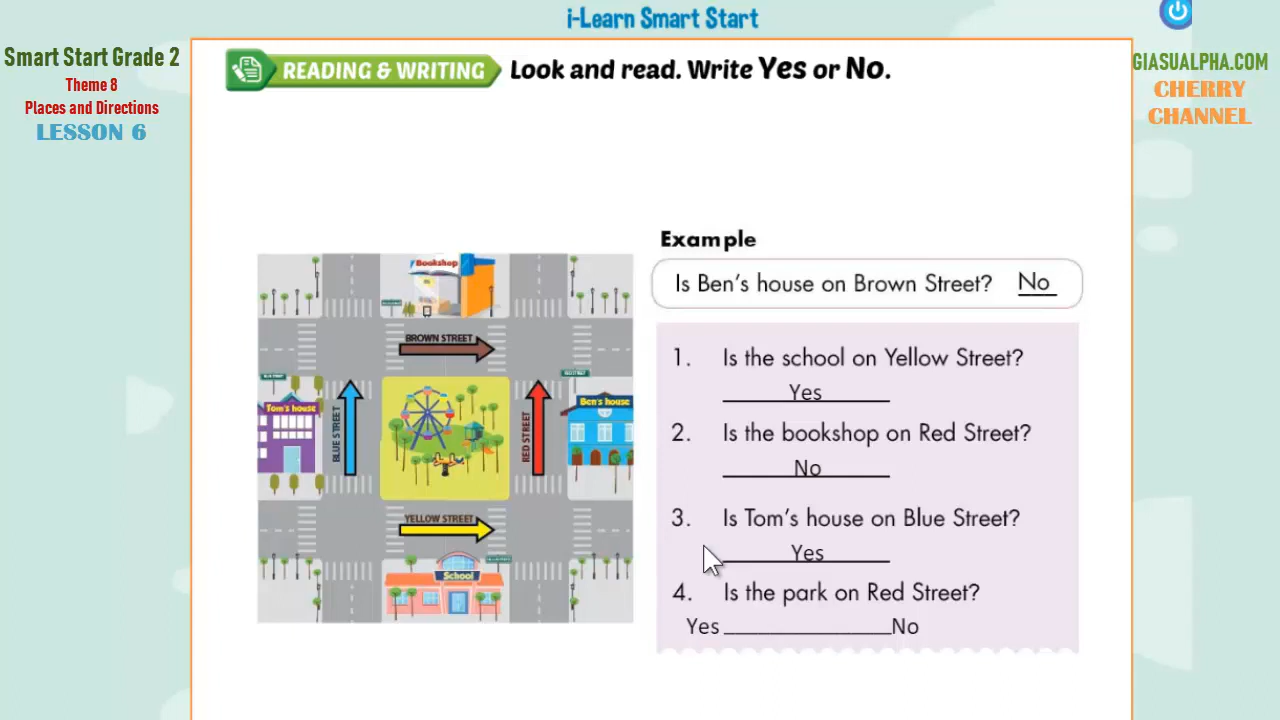 i-Learn Smart Start
Smart Start Grade 2
Theme 8
Places and Directions
LESSON 6
GIASUALPHA.COM
CHERRY
CHANNEL
READING & WRITING
Look and read. Write Yes or No.
Bookshop
BROWN STREET
Tom's house
BLUE STREET
RED STREET
Ben's house
YELLOW STREET
School
Example
Is Ben's house on Brown Street? No
1. Is the school on Yellow Street?
Yes
2. Is the bookshop on Red Street?
No
3. Is Tom's house on Blue Street?
Yes
4. Is the park on Red Street?
Yes _______________No